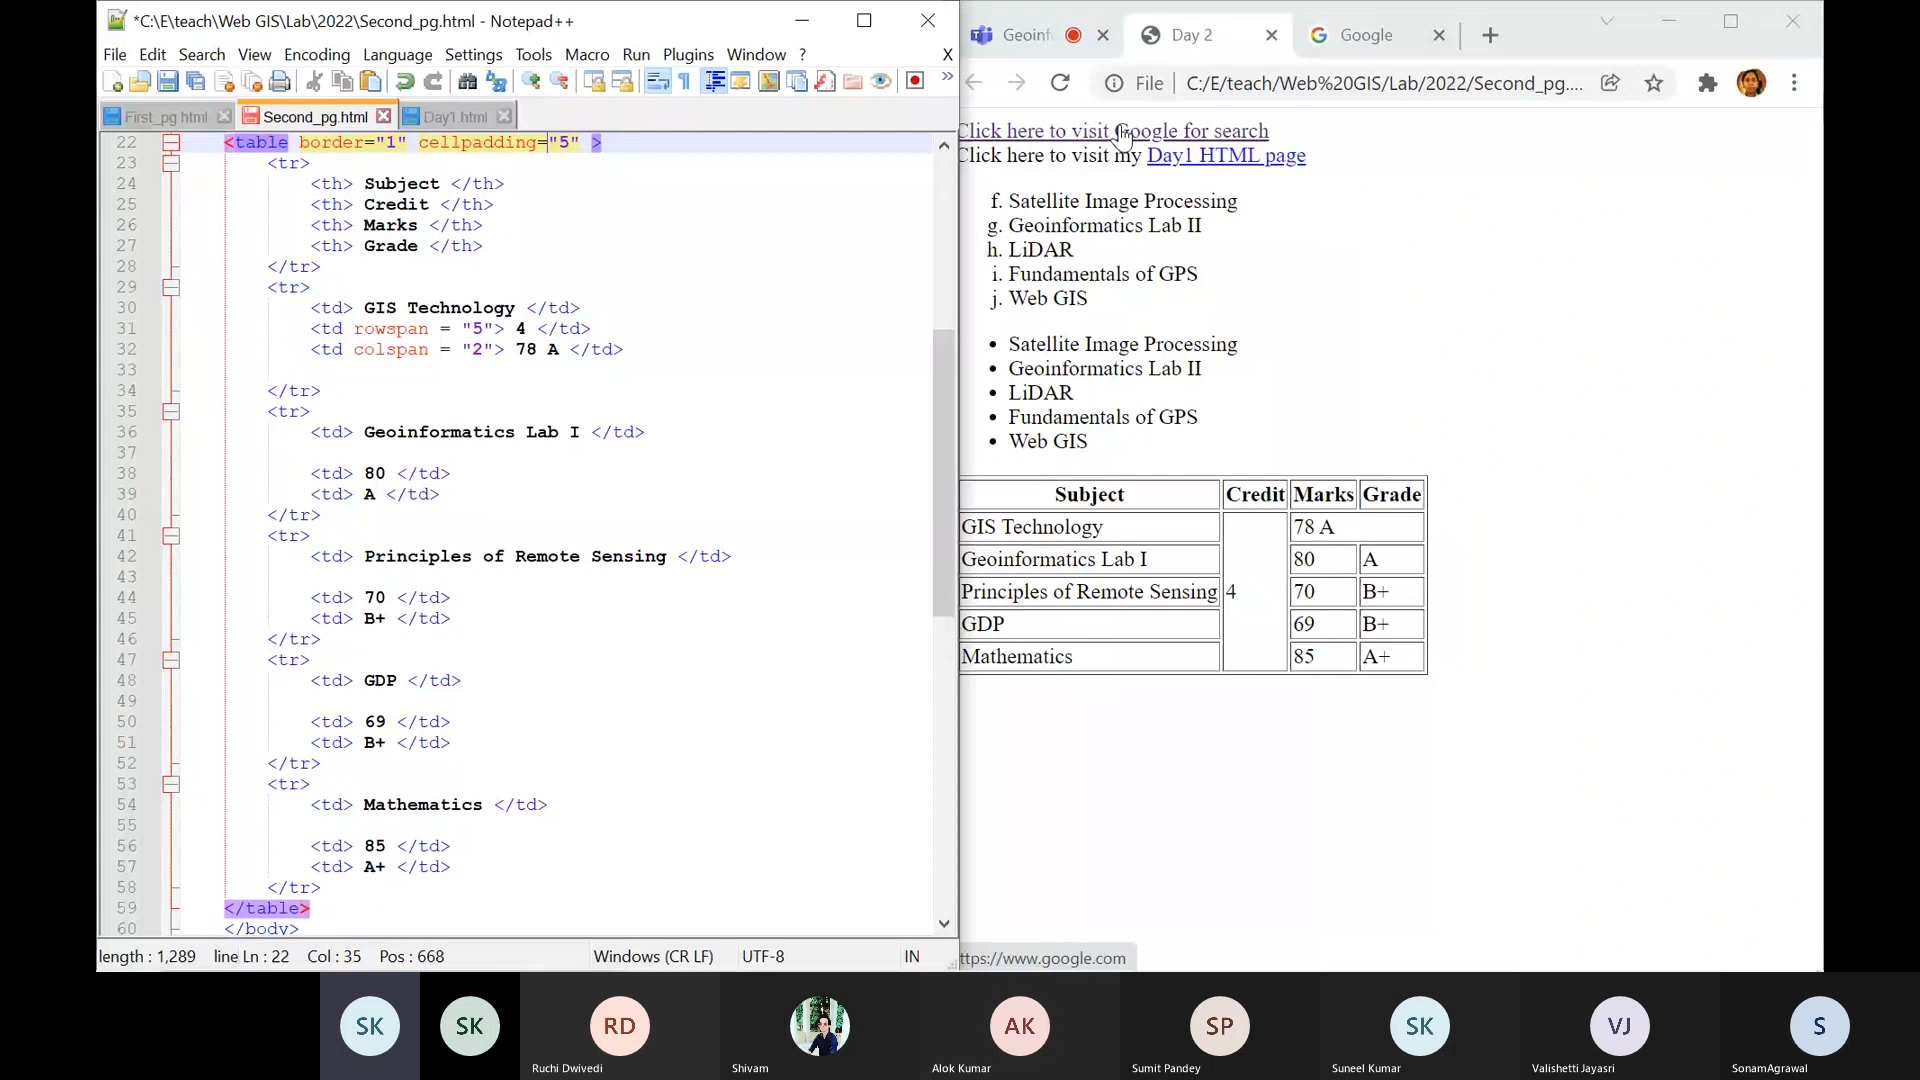 *C:\E\teach\Web GIS\Lab\2022\Second_pg.html - Notepad++
File Edit Search View Encoding Language Settings Tools Macro Run Plugins Window ? X
First_pg.html Second_pg.html Day1.html
22 <table border="1" cellpadding="5" >
23 <tr>
24 <th> Subject </th>
25 <th> Credit </th>
26 <th> Marks </th>
27 <th> Grade </th>
28 </tr>
29 <tr>
30 <td> GIS Technology </td>
31 <td rowspan = "5"> 4 </td>
32 <td colspan = "2"> 78 A </td>
33
34 </tr>
35 <tr>
36 <td> Geoinformatics Lab I </td>
37
38 <td> 80 </td>
39 <td> A </td>
40 </tr>
41 <tr>
42 <td> Principles of Remote Sensing </td>
43
44 <td> 70 </td>
45 <td> B+ </td>
46 </tr>
47 <tr>
48 <td> GDP </td>
49
50 <td> 69 </td>
51 <td> B+ </td>
52 </tr>
53 <tr>
54 <td> Mathematics </td>
55
56 <td> 85 </td>
57 <td> A+ </td>
58 </tr>
59 </table>
60 </body>
length : 1,289 line Ln : 22 Col : 35 Pos : 668 Windows (CR LF) UTF-8 IN
Geoinf Day 2 Google
File C:/E/teach/Web%20GIS/Lab/2022/Second_pg....
Click here to visit Google for search
Click here to visit my Day1 HTML page
f. Satellite Image Processing
g. Geoinformatics Lab II
h. LiDAR
i. Fundamentals of GPS
j. Web GIS
• Satellite Image Processing
• Geoinformatics Lab II
• LiDAR
• Fundamentals of GPS
• Web GIS
Subject Credit Marks Grade
GIS Technology 78 A
Geoinformatics Lab I 80 A
Principles of Remote Sensing 4 70 B+
GDP 69 B+
Mathematics 85 A+
ttps://www.google.com
SK SK RD AK SP SK VJ S
Ruchi Dwivedi Shivam Alok Kumar Sumit Pandey Suneel Kumar Valishetti Jayasri SonamAgrawal